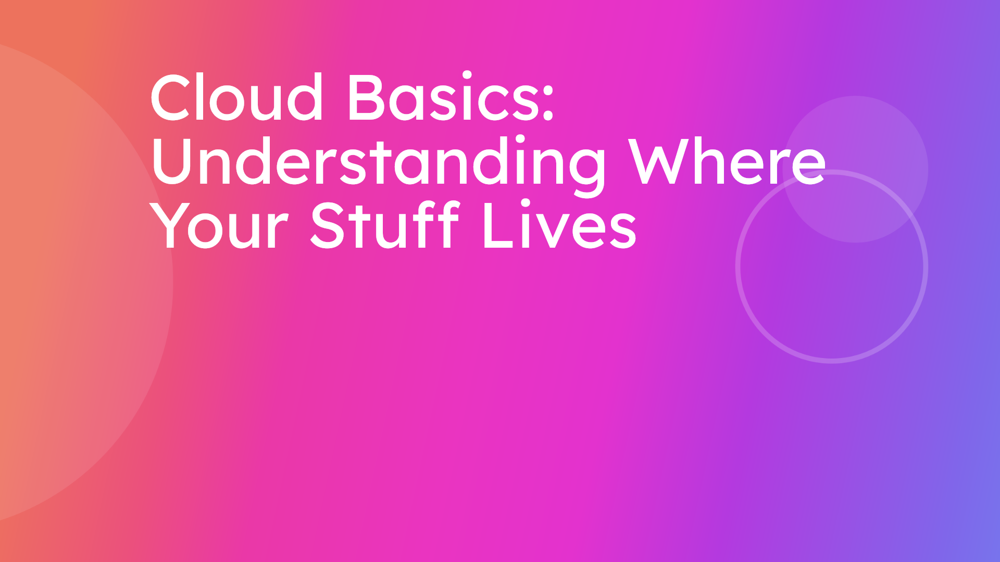 Cloud Basics:
Understanding Where
Your Stuff Lives